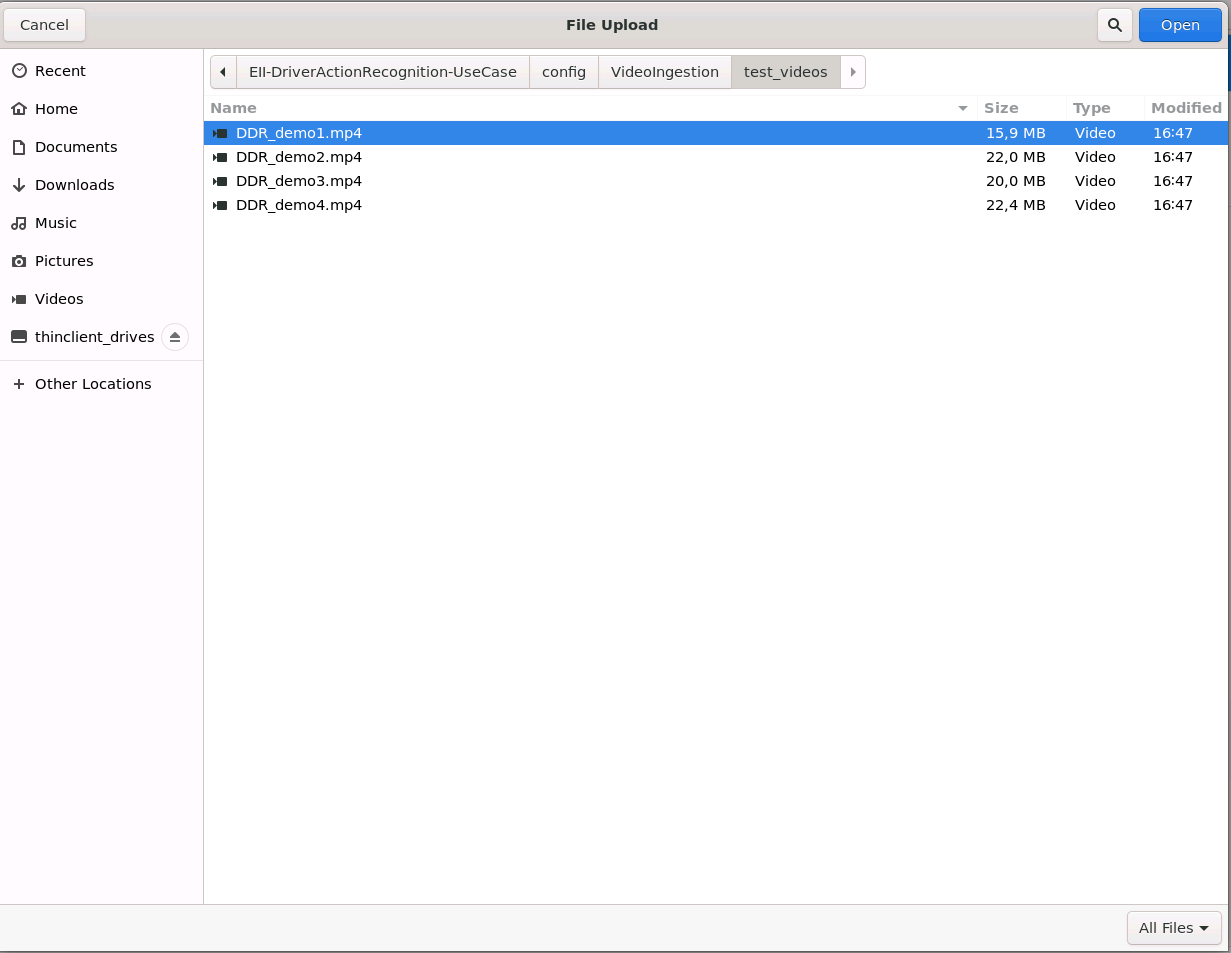 Cancel File Upload Open
Recent
Home
Documents
Downloads
Music
Pictures
Videos
thinclient_drives
Other Locations
EII-DriverActionRecognition-UseCase config VideoIngestion test_videos
Name Size Type Modified
DDR_demo1.mp4 15,9 MB Video 16:47
DDR_demo2.mp4 22,0 MB Video 16:47
DDR_demo3.mp4 20,0 MB Video 16:47
DDR_demo4.mp4 22,4 MB Video 16:47
All Files